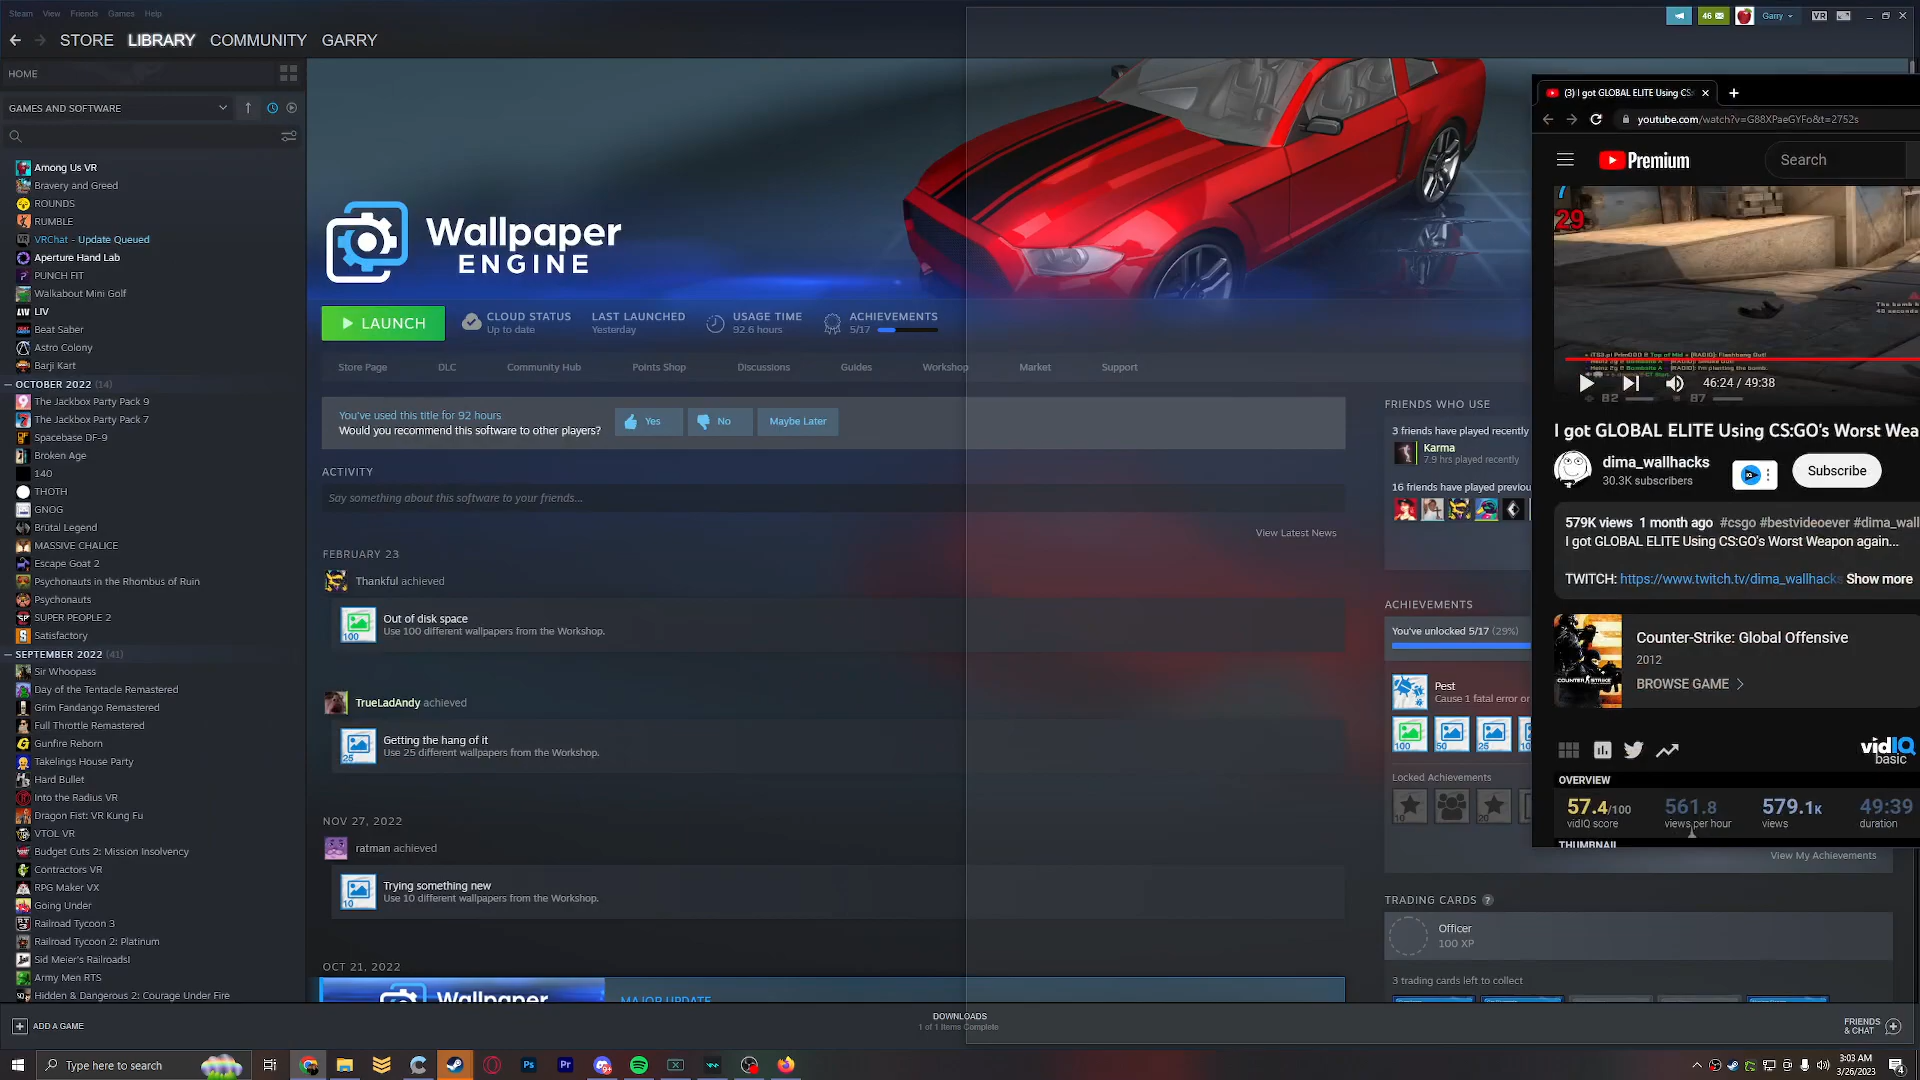 Steam View Friends Games Help
46
Garry
STORE LIBRARY COMMUNITY GARRY
HOME
GAMES AND SOFTWARE
Among Us VR
Bravery and Greed
ROUNDS
RUMBLE
VRChat - Update Queued
Aperture Hand Lab
PUNCH FIT
Walkabout Mini Golf
LIV
Beat Saber
Astro Colony
Barji Kart
OCTOBER 2022 (14)
The Jackbox Party Pack 9
The Jackbox Party Pack 7
Spacebase DF-9
Broken Age
140
THOTH
GNOG
Brütal Legend
MASSIVE CHALICE
Escape Goat 2
Psychonauts in the Rhombus of Ruin
Psychonauts
SUPER PEOPLE 2
Satisfactory
SEPTEMBER 2022 (41)
Sir Whoopass
Day of the Tentacle Remastered
Grim Fandango Remastered
Full Throttle Remastered
Gunfire Reborn
Takelings House Party
Hard Bullet
Into the Radius VR
Dragon Fist: VR Kung Fu
VTOL VR
Budget Cuts 2: Mission Insolvency
Contractors VR
RPG Maker VX
Going Under
Railroad Tycoon 3
Railroad Tycoon 2: Platinum
Sid Meier's Railroads!
Army Men RTS
Hidden & Dangerous 2: Courage Under Fire
ADD A GAME
Wallpaper
ENGINE
LAUNCH
CLOUD STATUS
Up to date
LAST LAUNCHED
Yesterday
USAGE TIME
92.6 hours
ACHIEVEMENTS
5/17
Store Page DLC Community Hub Points Shop Discussions Guides Workshop Market Support
You've used this title for 92 hours
Would you recommend this software to other players?
Yes
No
Maybe Later
ACTIVITY
Say something about this software to your friends...
View Latest News
FEBRUARY 23
Thankful achieved
100
Out of disk space
Use 100 different wallpapers from the Workshop.
TrueLadAndy achieved
25
Getting the hang of it
Use 25 different wallpapers from the Workshop.
NOV 27, 2022
ratman achieved
10
Trying something new
Use 10 different wallpapers from the Workshop.
OCT 21, 2022
Wallpaper
MAJOR UPDATE
FRIENDS WHO USE
3 friends have played recently
Karma
7.9 hrs played recently
16 friends have played previou
ACHIEVEMENTS
You've unlocked 5/17 (29%)
Pest
Cause 1 fatal error or
100 50 25 10
Locked Achievements
View My Achievements
TRADING CARDS ?
Officer
100 XP
3 trading cards left to collect
DOWNLOADS
1 of 1 Items Complete
FRIENDS
& CHAT
(3) I got GLOBAL ELITE Using CS:
youtube.com/watch?v=G88XPaeGYFo&t=2752s
Premium
Search
7
29
46:24 / 49:38
82 87
I got GLOBAL ELITE Using CS:GO's Worst Wea
dima_wallhacks
30.3K subscribers
Subscribe
579K views 1 month ago #csgo #bestvideoever #dima_wall
I got GLOBAL ELITE Using CS:GO's Worst Weapon again...
TWITCH: https://www.twitch.tv/dima_wallhacks Show more
Counter-Strike: Global Offensive
2012
BROWSE GAME
vidIQ
basic
OVERVIEW
57.4/100
vidIQ score
561.8
views per hour
579.1K
views
49:39
duration
THUMBNAIL
Type here to search
3:03 AM
3/26/2023